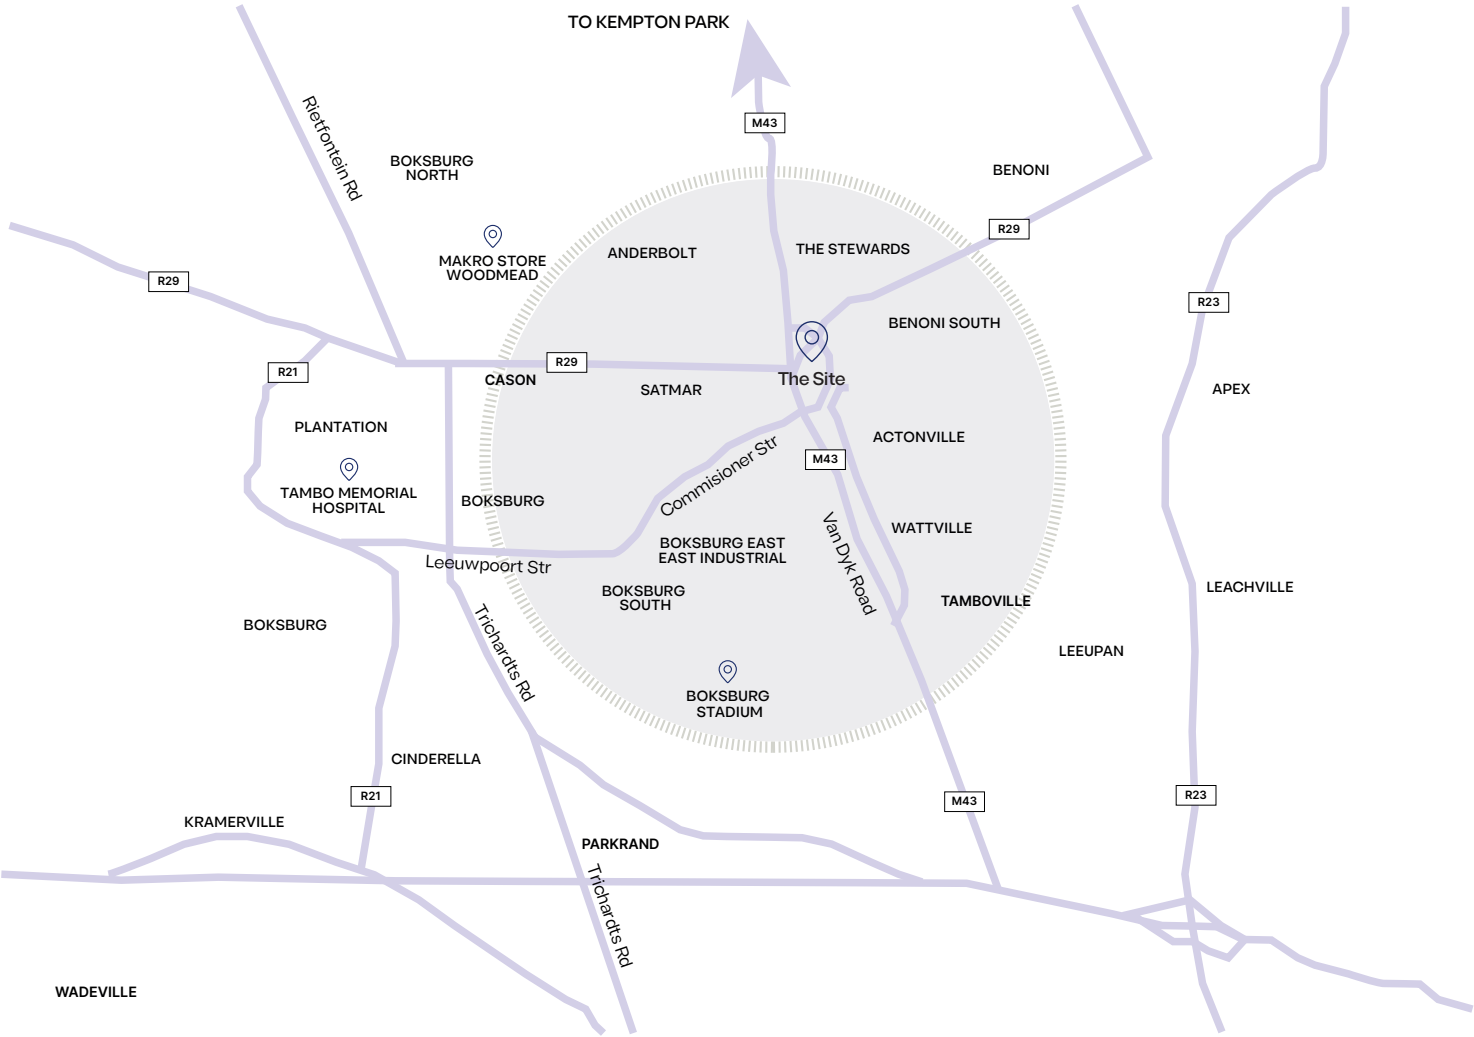 TO KEMPTON PARK
M43
Rietfontein Rd
BOKSBURG
NORTH
BENONI
R29
MAKRO STORE
WOODMEAD
ANDERBOLT
THE STEWARDS
R29
R23
BENONI SOUTH
R21
R29
CASON
SATMAR
The Site
APEX
PLANTATION
ACTONVILLE
M43
Commisioner Str
TAMBO MEMORIAL
HOSPITAL
BOKSBURG
WATTVILLE
BOKSBURG EAST
EAST INDUSTRIAL
Van Dyk Road
Leeuwpoort Str
BOKSBURG
SOUTH
TAMBOVILLE
LEACHVILLE
BOKSBURG
Trichardts Rd
LEEUPAN
BOKSBURG
STADIUM
CINDERELLA
R21
M43
R23
KRAMERVILLE
PARKRAND
Trichardts Rd
WADEVILLE